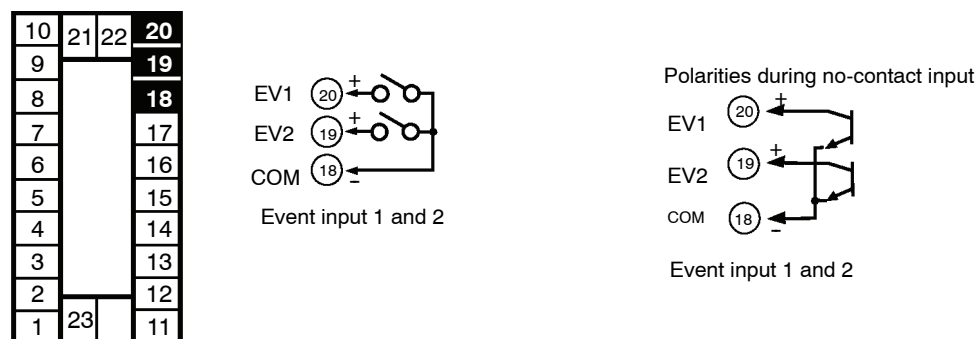 10 21 22 20
9 19
8 18
7 17
6 16
5 15
4 14
3 13
2 12
1 23 11
EV1 20 +
EV2 19 +
COM 18 −
Event input 1 and 2
Polarities during no-contact input
EV1 20 +
EV2 19 +
COM 18 −
Event input 1 and 2